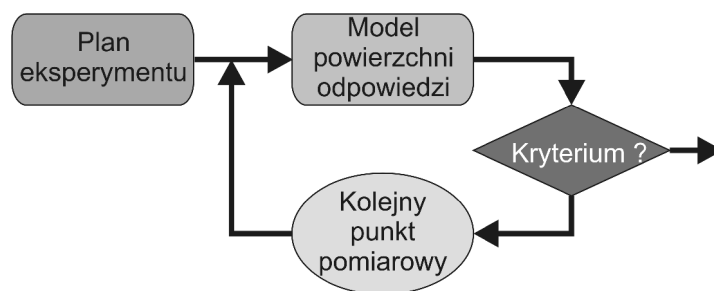 Plan
eksperymentu
Model
powierzchni
odpowiedzi
Kryterium ?
Kolejny
punkt
pomiarowy